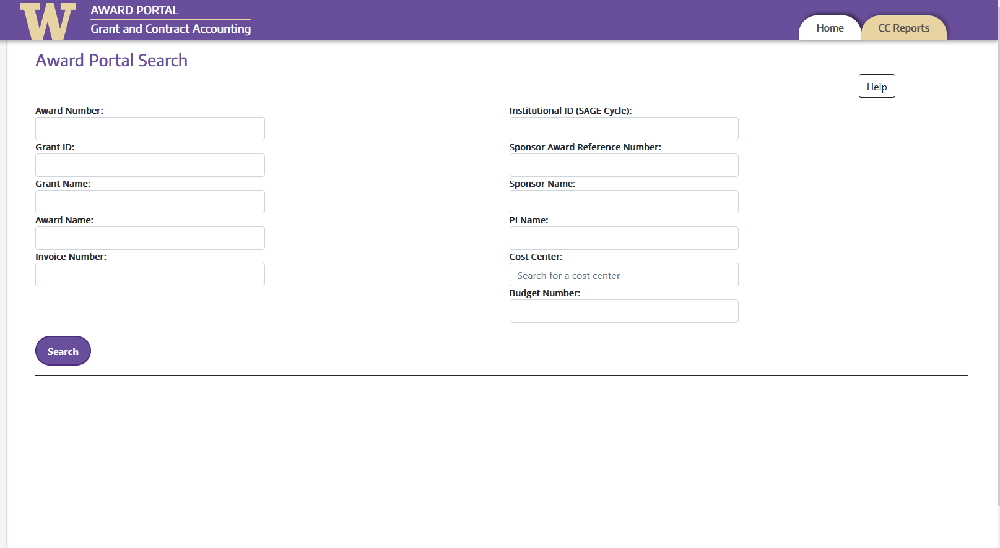 W
AWARD PORTAL
Grant and Contract Accounting
Home
CC Reports
Award Portal Search
Help
Award Number:
Grant ID:
Grant Name:
Award Name:
Invoice Number:
Institutional ID (SAGE Cycle):
Sponsor Award Reference Number:
Sponsor Name:
PI Name:
Cost Center:
Search for a cost center
Budget Number:
Search